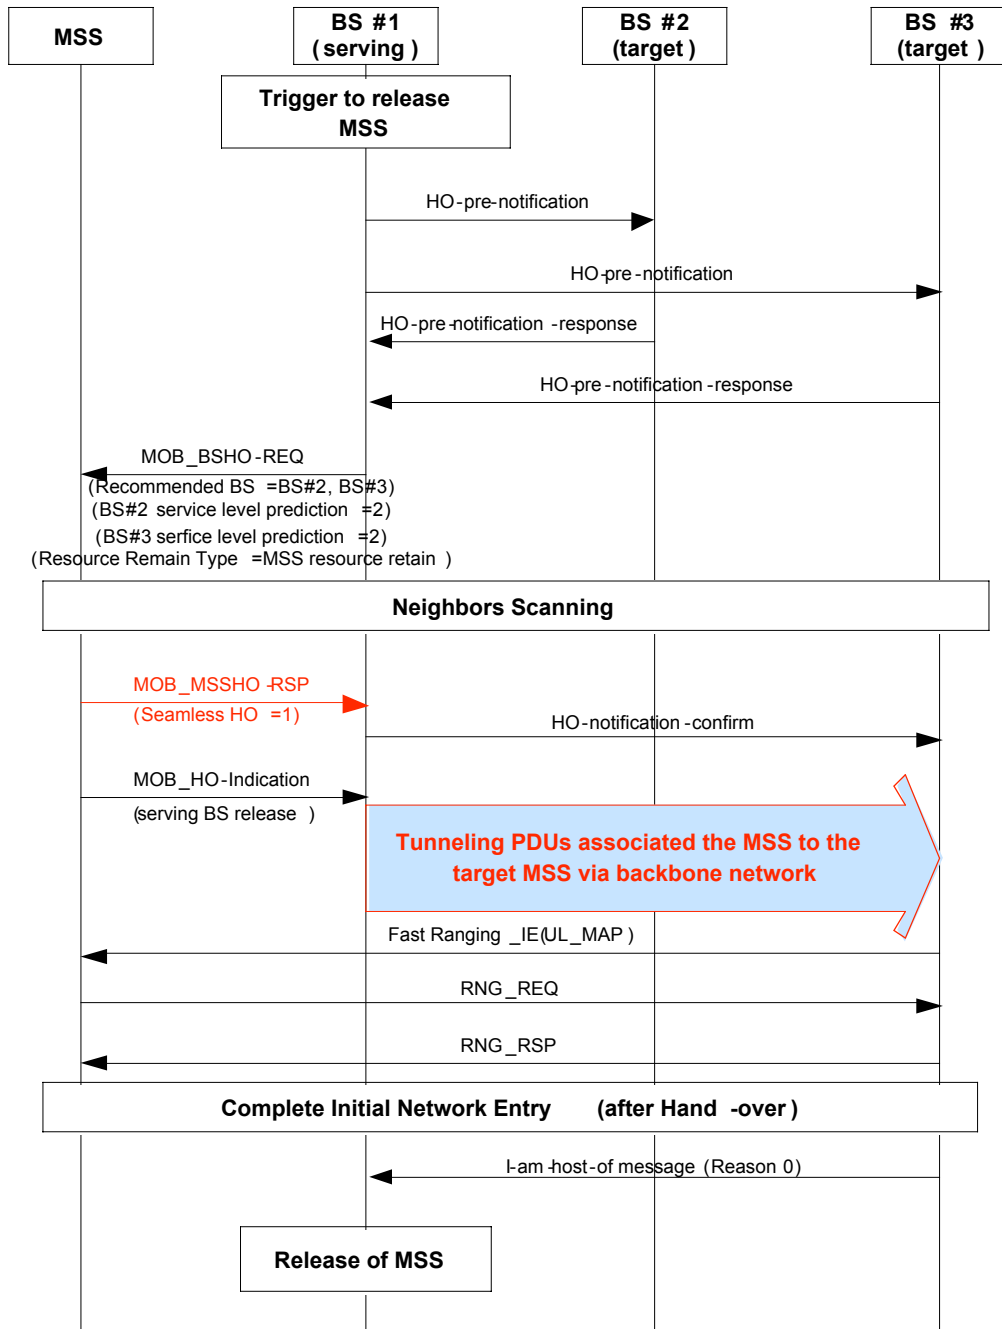 MSS
BS #1
(serving)
BS #2
(target)
BS #3
(target)
Trigger to release
MSS
HO-pre-notification
HO-pre-notification
HO-pre-notification-response
HO-pre-notification-response
MOB_BSHO-REQ
(Recommended BS =BS#2, BS#3)
(BS#2 service level prediction =2)
(BS#3 serfice level prediction =2)
(Resource Remain Type =MSS resource retain)
Neighbors Scanning
MOB_MSSHO-RSP
(Seamless HO =1)
HO-notification-confirm
MOB_HO-Indication
(serving BS release)
Tunneling PDUs associated the MSS to the
target MSS via backbone network
Fast Ranging_IE(UL_MAP)
RNG_REQ
RNG_RSP
Complete Initial Network Entry (after Hand-over)
I-am-host-of message (Reason 0)
Release of MSS